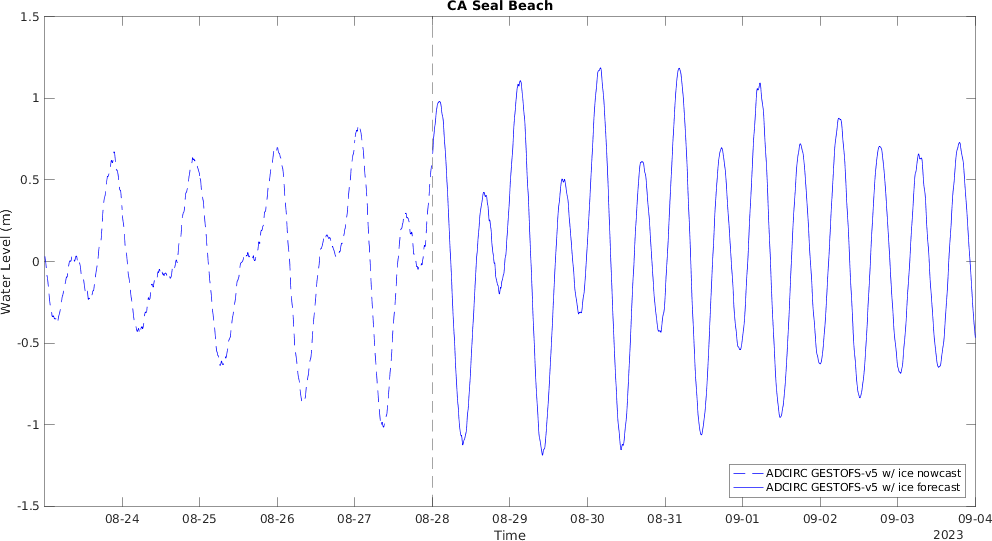 CA Seal Beach
1.5
1
0.5
0
-0.5
-1
-1.5
Water Level (m)
08-24 08-25 08-26 08-27 08-28 08-29 08-30 08-31 09-01 09-02 09-03 09-04
Time
2023
ADCIRC GESTOFS-v5 w/ ice nowcast
ADCIRC GESTOFS-v5 w/ ice forecast